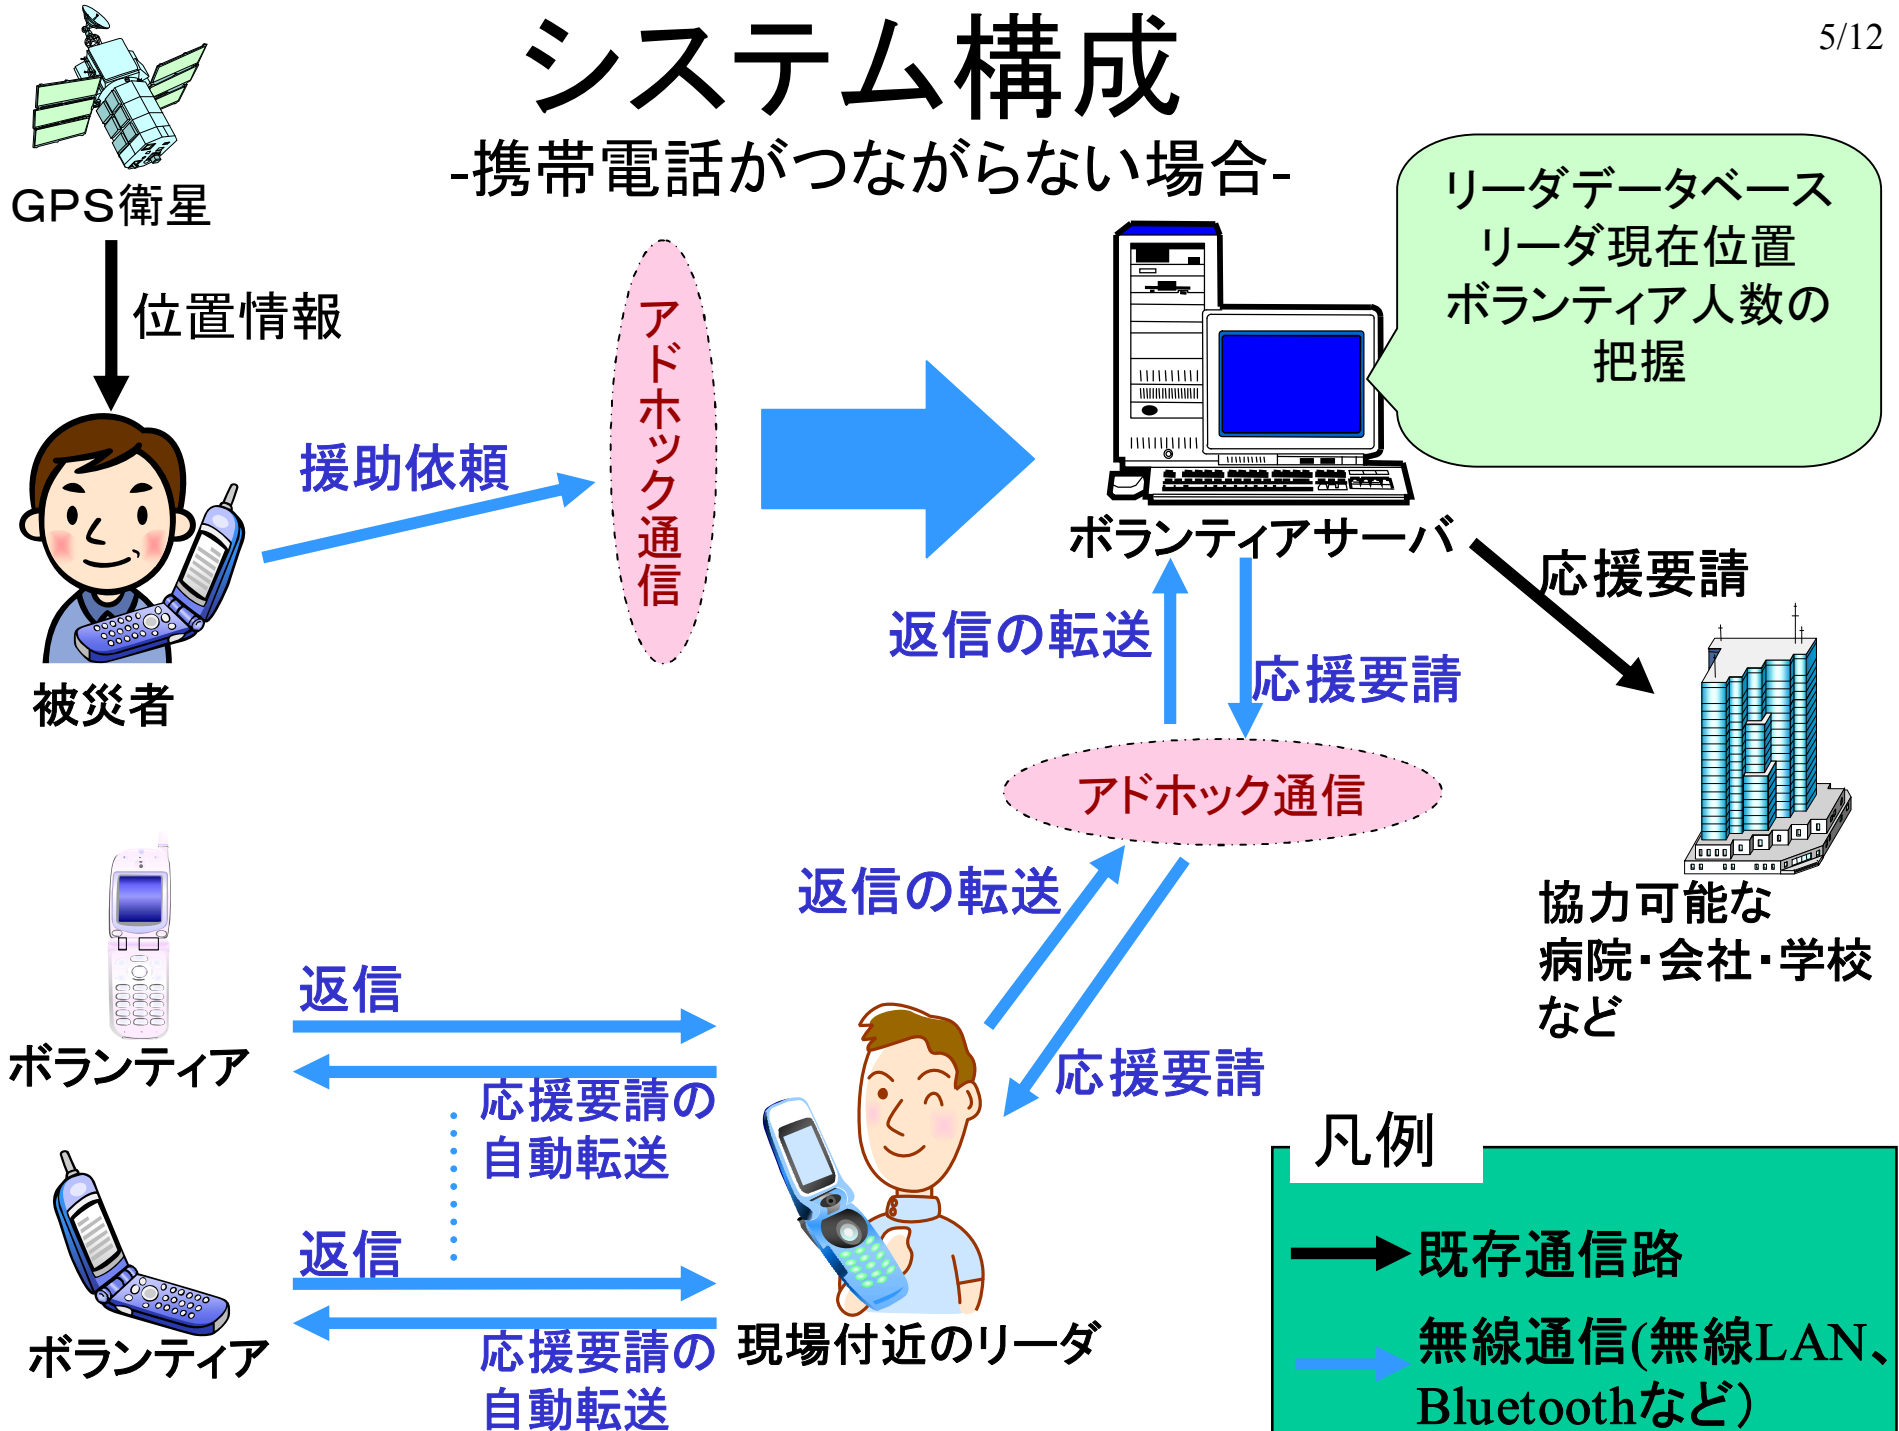 システム構成
5/12
-携帯電話がつながらない場合-
GPS衛星
位置情報
リーダデータベース
リーダ現在位置
ボランティア人数の
把握
アドホック通信
援助依頼
被災者
ボランティアサーバ
応援要請
返信の転送
応援要請
アドホック通信
協力可能な
病院・会社・学校
など
返信の転送
応援要請
返信
ボランティア
応援要請の
自動転送
返信
ボランティア
応援要請の
自動転送
現場付近のリーダ
凡例
既存通信路
無線通信(無線LAN、
Bluetoothなど）